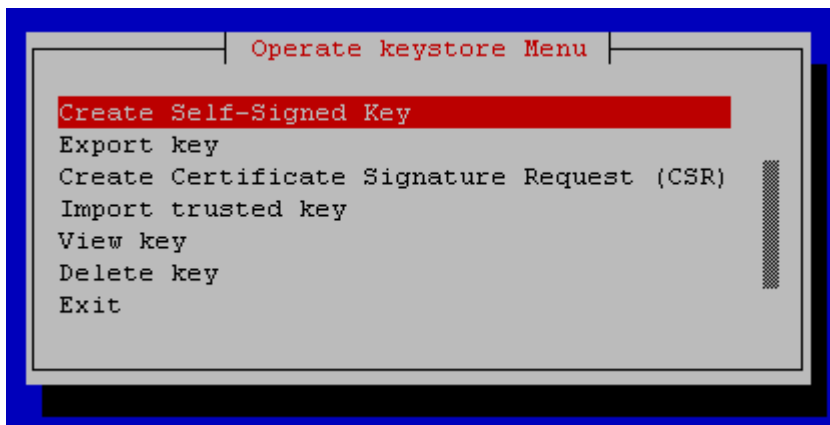 Operate keystore Menu
Create Self-Signed Key
Export key
Create Certificate Signature Request (CSR)
Import trusted key
View key
Delete key
Exit